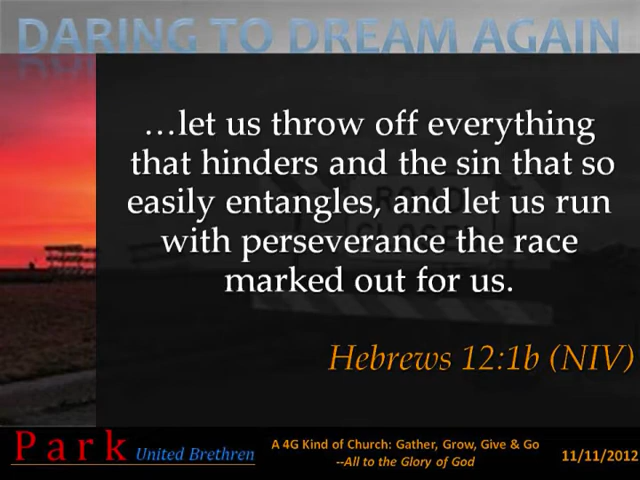 DARING TO DREAM AGAIN
…let us throw off everything
that hinders and the sin that so
easily entangles, and let us run
with perseverance the race
marked out for us.
Hebrews 12:1b (NIV)
Park United Brethren
A 4G Kind of Church: Gather, Grow, Give & Go
--All to the Glory of God
11/11/2012